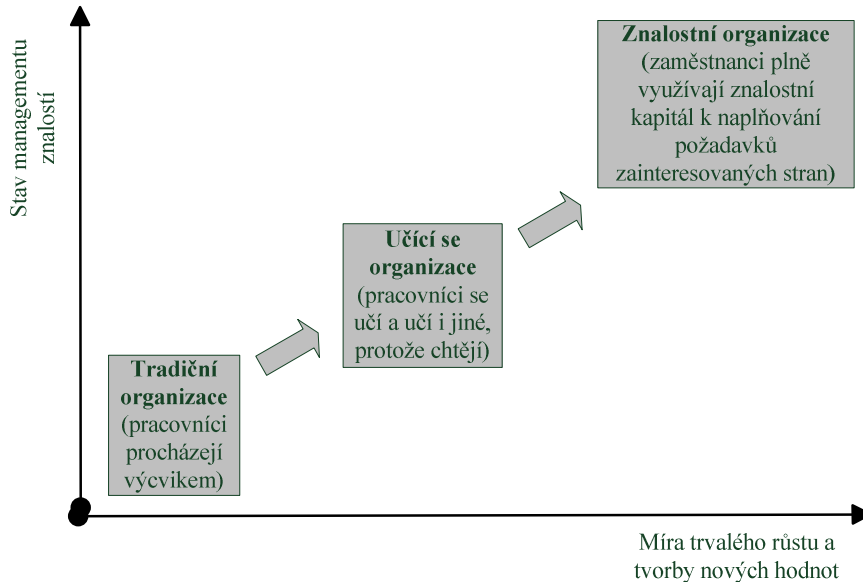 Stav managementu
znalostí
Znalostní organizace
(zaměstnanci plně
využívají znalostní
kapitál k naplňování
požadavků
zainteresovaných stran)
Učící se
organizace
(pracovníci se
učí a učí i jiné,
protože chtějí)
Tradiční
organizace
(pracovníci
procházejí
výcvikem)
Míra trvalého růstu a
tvorby nových hodnot